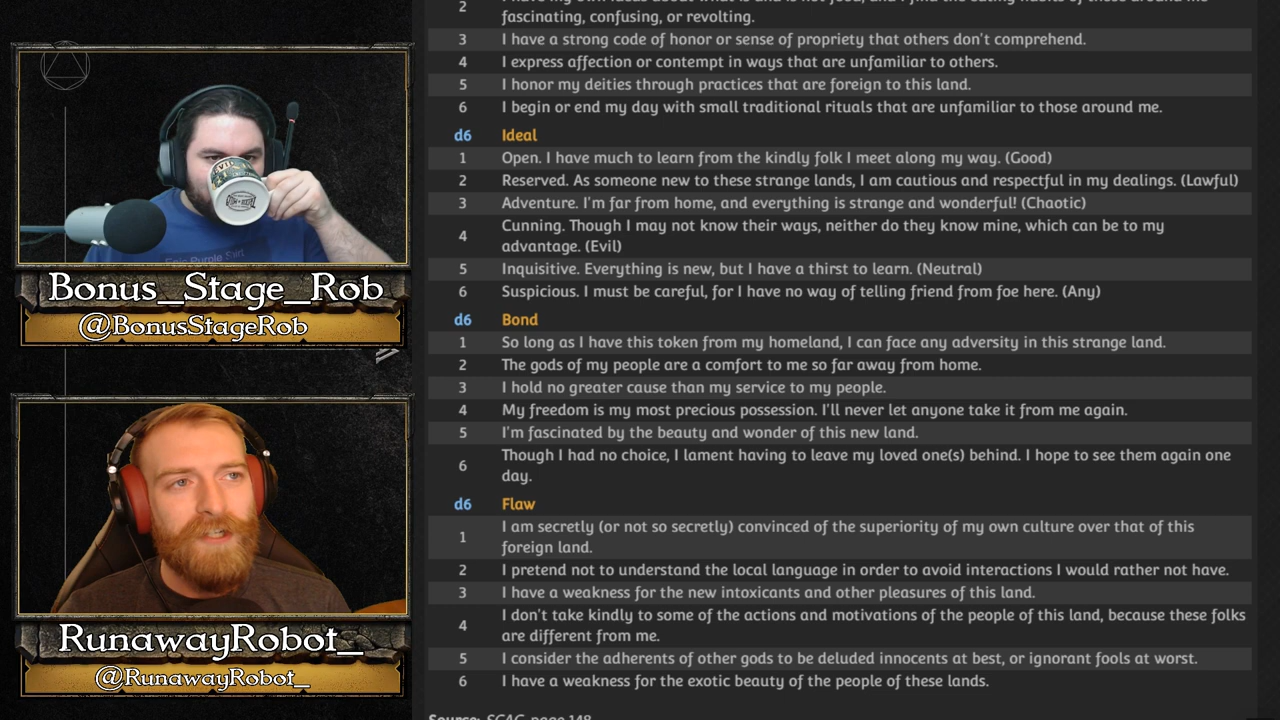 Bonus_Stage_Rob
@BonusStageRob
RunawayRobot_
@RunawayRobot_
2
fascinating, confusing, or revolting.
3 I have a strong code of honor or sense of propriety that others don't comprehend.
4 I express affection or contempt in ways that are unfamiliar to others.
5 I honor my deities through practices that are foreign to this land.
6 I begin or end my day with small traditional rituals that are unfamiliar to those around me.
d6 Ideal
1 Open. I have much to learn from the kindly folk I meet along my way. (Good)
2 Reserved. As someone new to these strange lands, I am cautious and respectful in my dealings. (Lawful)
3 Adventure. I'm far from home, and everything is strange and wonderful! (Chaotic)
4 Cunning. Though I may not know their ways, neither do they know mine, which can be to my
advantage. (Evil)
5 Inquisitive. Everything is new, but I have a thirst to learn. (Neutral)
6 Suspicious. I must be careful, for I have no way of telling friend from foe here. (Any)
d6 Bond
1 So long as I have this token from my homeland, I can face any adversity in this strange land.
2 The gods of my people are a comfort to me so far away from home.
3 I hold no greater cause than my service to my people.
4 My freedom is my most precious possession. I'll never let anyone take it from me again.
5 I'm fascinated by the beauty and wonder of this new land.
6 Though I had no choice, I lament having to leave my loved one(s) behind. I hope to see them again one
day.
d6 Flaw
1 I am secretly (or not so secretly) convinced of the superiority of my own culture over that of this
foreign land.
2 I pretend not to understand the local language in order to avoid interactions I would rather not have.
3 I have a weakness for the new intoxicants and other pleasures of this land.
4 I don't take kindly to some of the actions and motivations of the people of this land, because these folks
are different from me.
5 I consider the adherents of other gods to be deluded innocents at best, or ignorant fools at worst.
6 I have a weakness for the exotic beauty of the people of these lands.